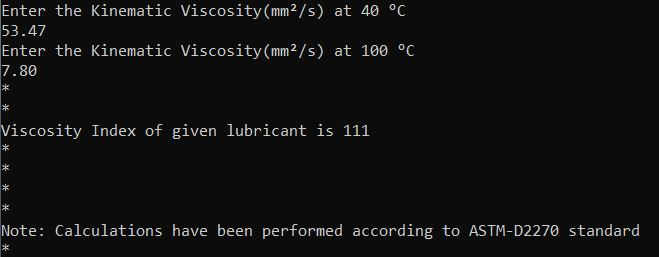 Enter the Kinematic Viscosity(mm²/s) at 40 °C
53.47
Enter the Kinematic Viscosity(mm²/s) at 100 °C
7.80
*
*
Viscosity Index of given lubricant is 111
*
*
*
*
Note: Calculations have been performed according to ASTM-D2270 standard
*